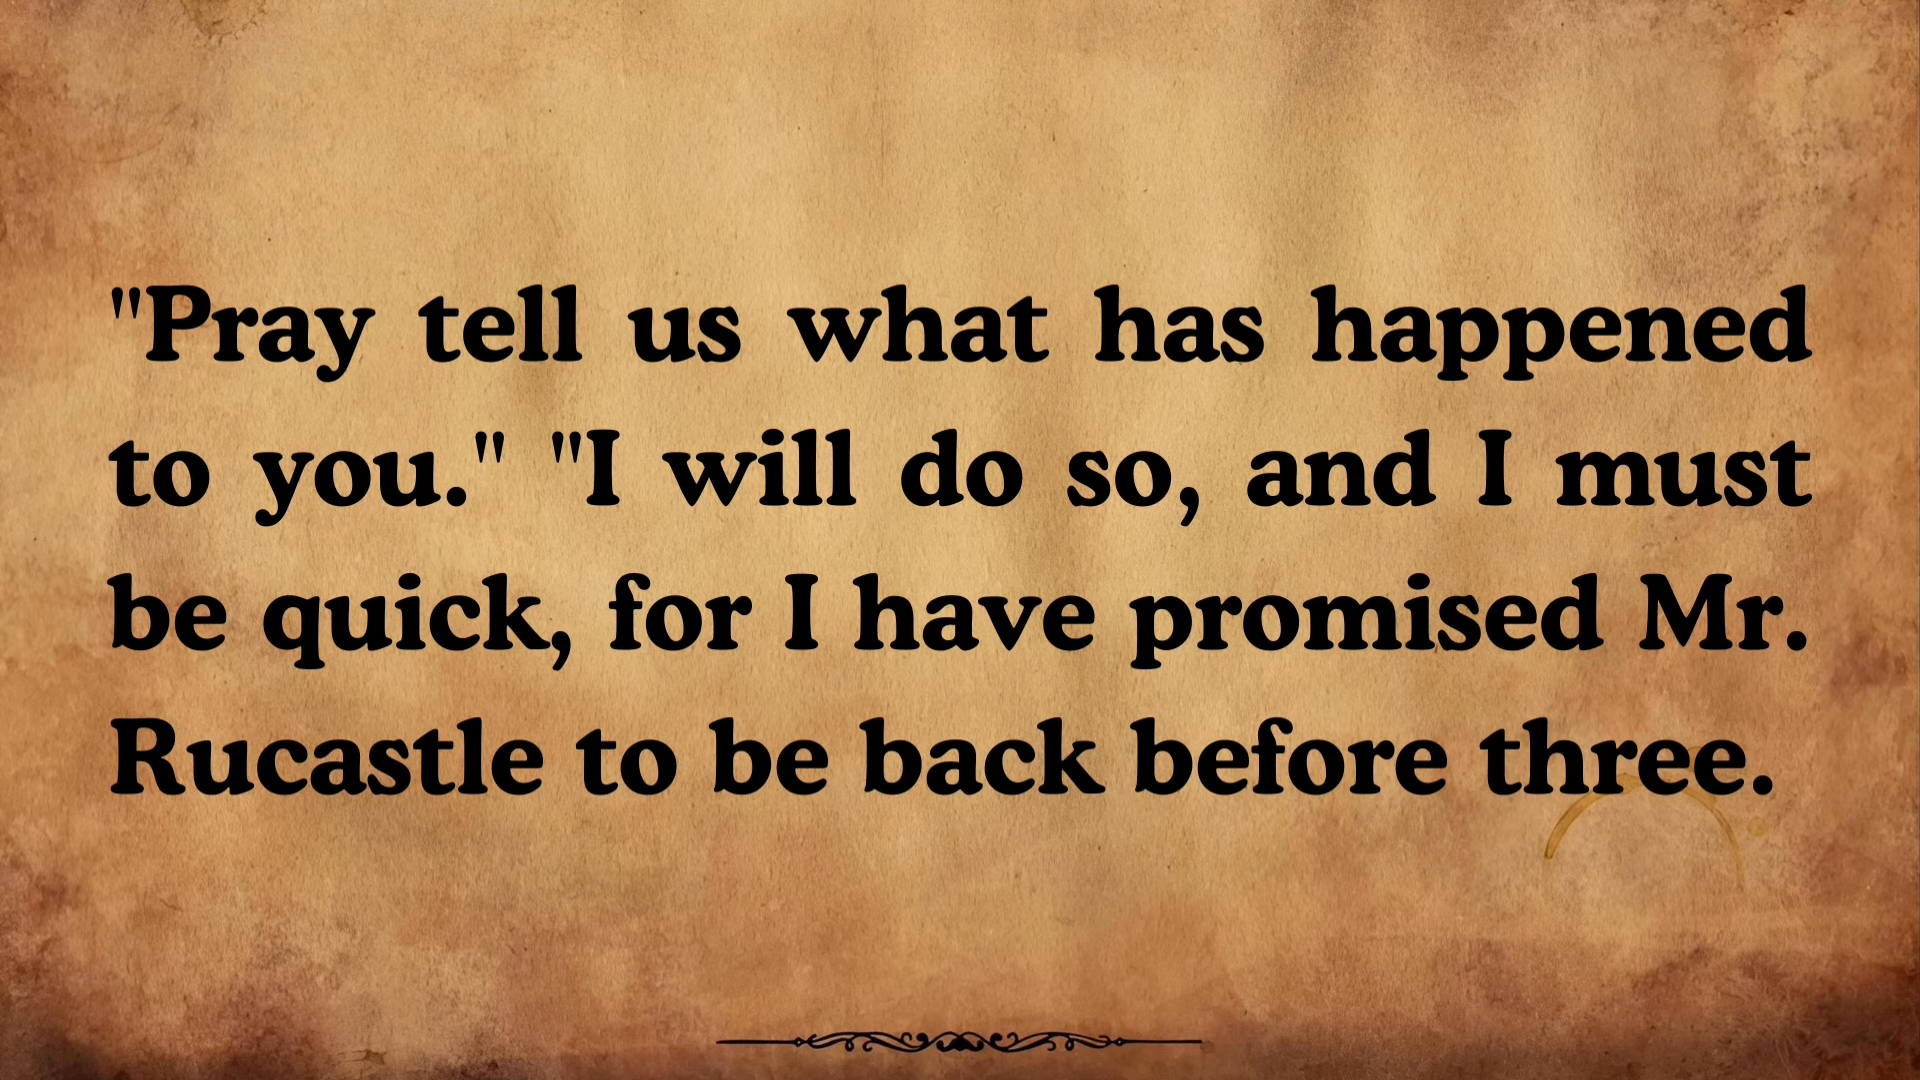 "Pray tell us what has happened
to you." "I will do so, and I must
be quick, for I have promised Mr.
Rucastle to be back before three.